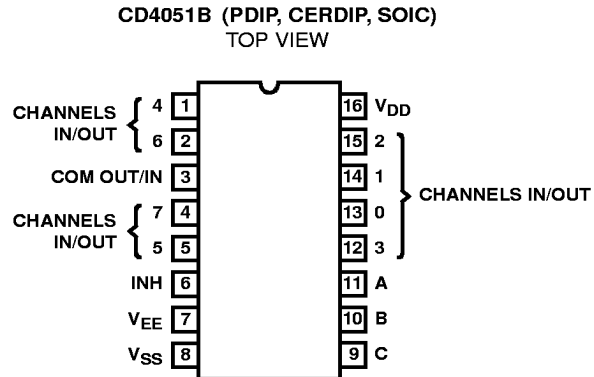 CD4051B (PDIP, CERDIP, SOIC)
TOP VIEW
CHANNELS
IN/OUT
4 1
6 2
COM OUT/IN 3
CHANNELS
IN/OUT
7 4
5 5
INH 6
VEE 7
VSS 8
16 VDD
15 2
14 1
13 0
12 3
CHANNELS IN/OUT
11 A
10 B
9 C